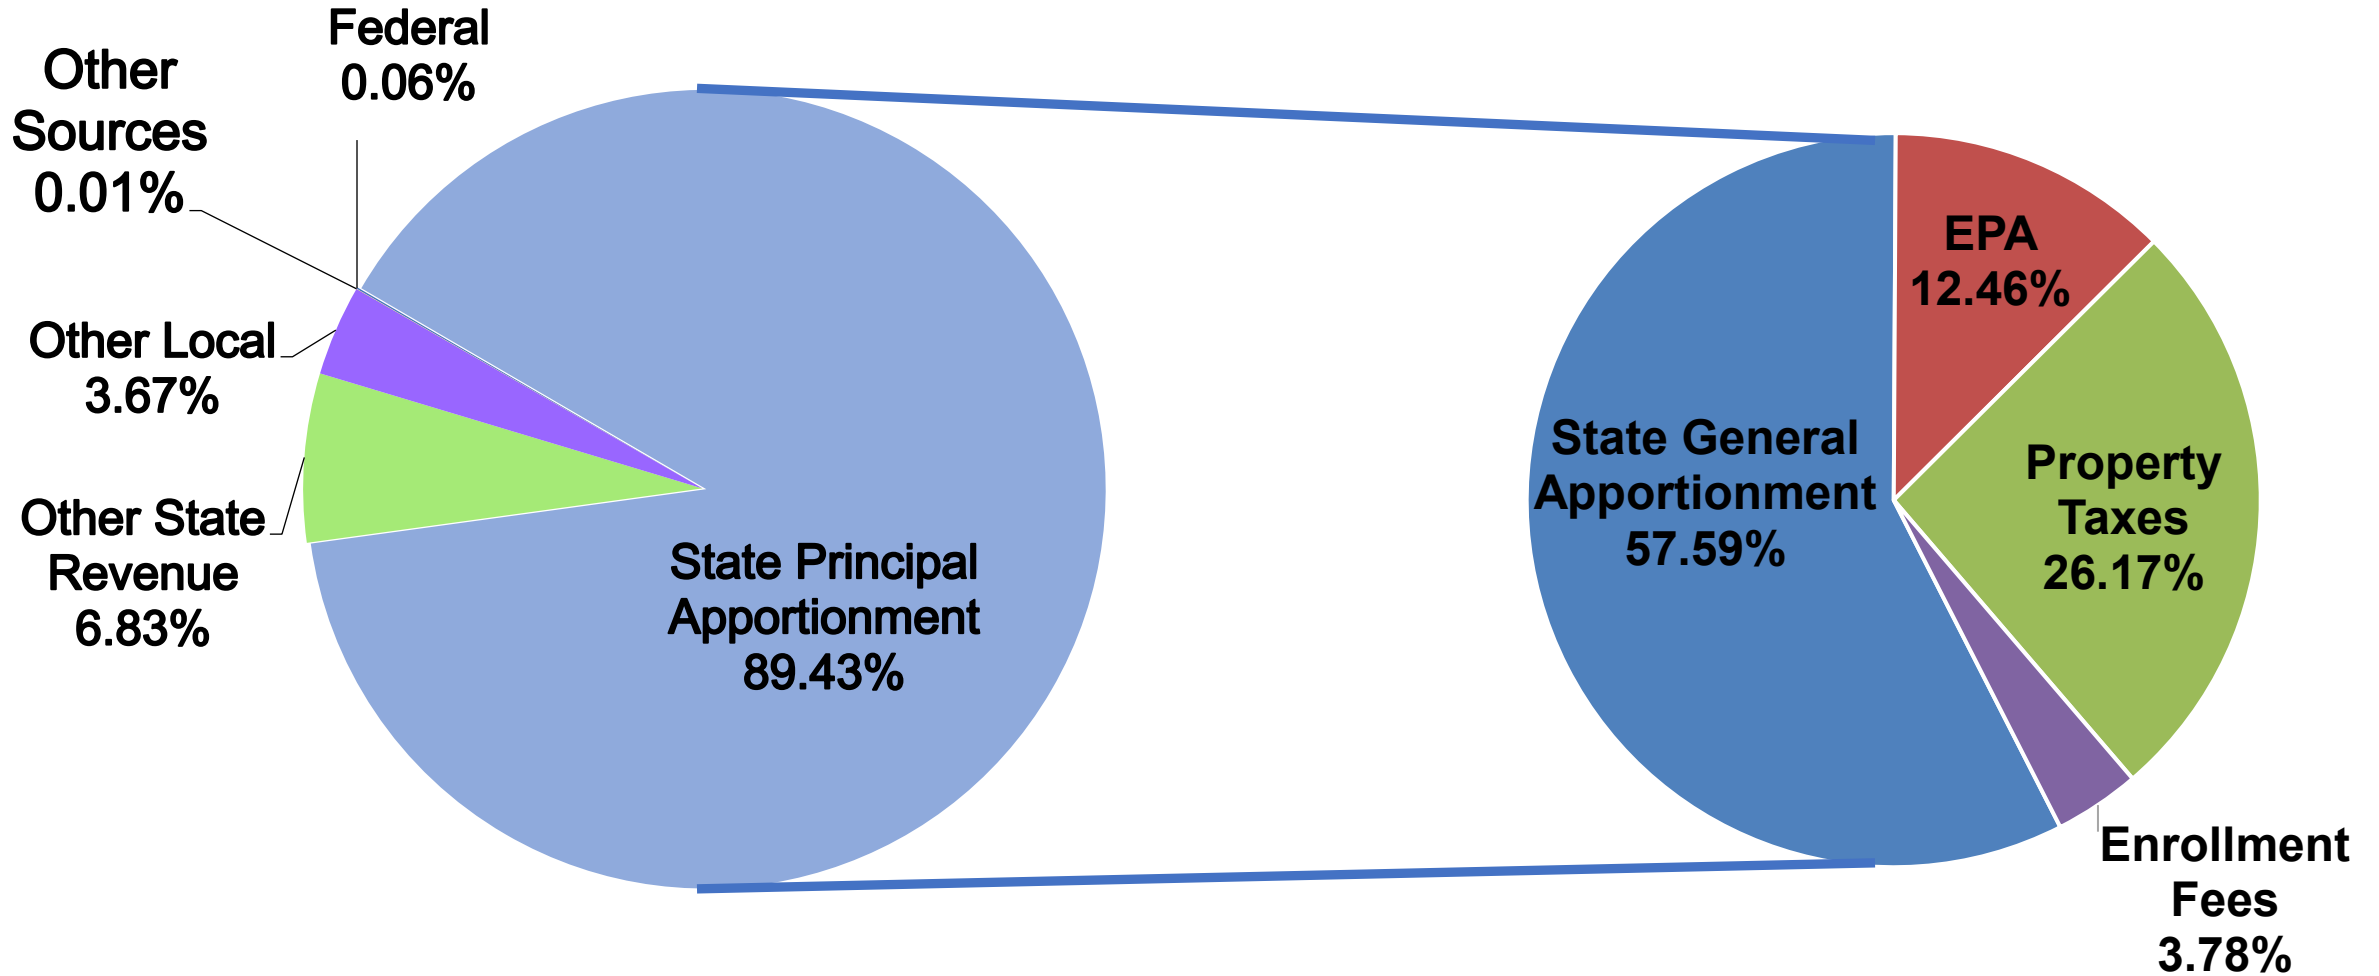 Federal
0.06%
Other
Sources
0.01%
Other Local
3.67%
Other State
Revenue
6.83%
State Principal
Apportionment
89.43%
EPA
12.46%
State General
Apportionment
57.59%
Property
Taxes
26.17%
Enrollment
Fees
3.78%